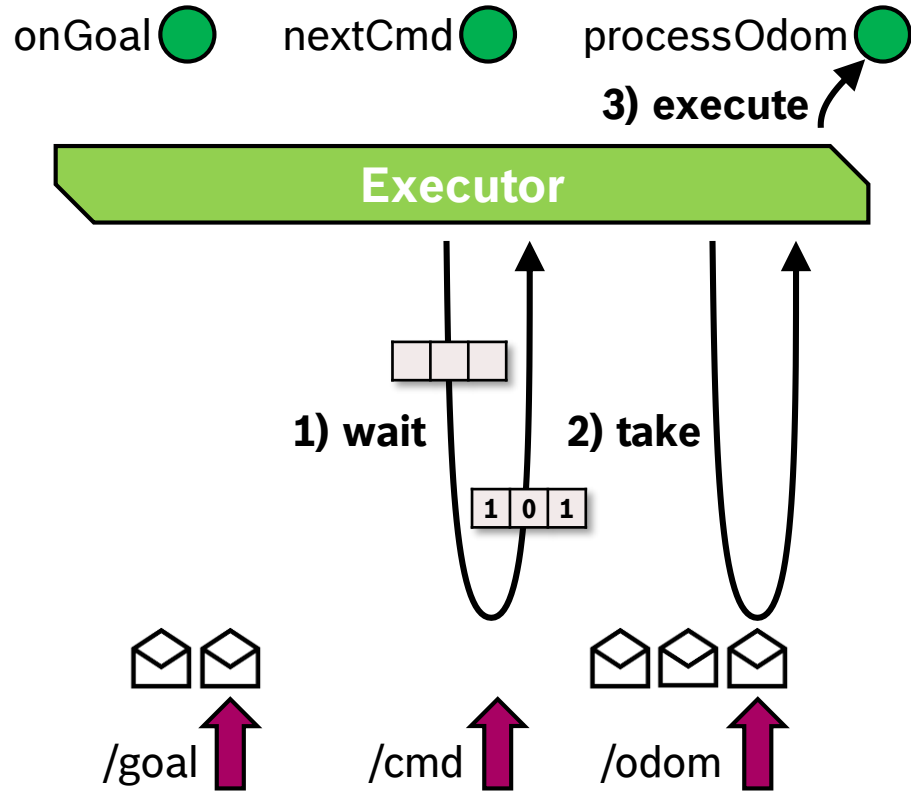 onGoal nextCmd processOdom
3) execute
Executor
1) wait 2) take
1 0 1
/goal /cmd /odom